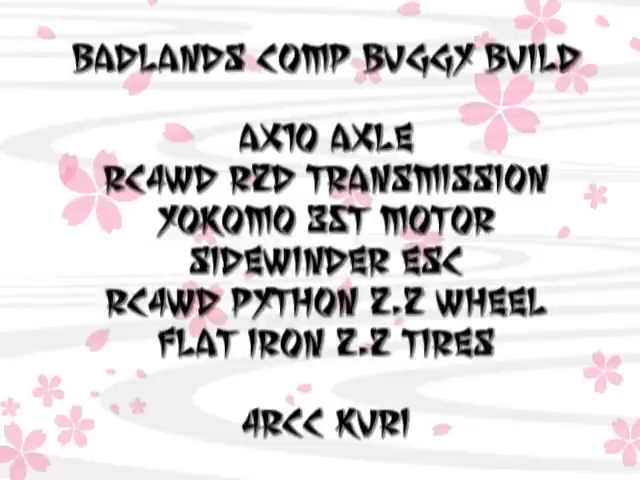 BADLANDS COMP BUGGY BUILD
AX10 AXLE
RC4WD R2D TRANSMISSION
YOKOMO 35T MOTOR
SIDEWINDER ESC
RC4WD PYTHON 2.2 WHEEL
FLAT IRON 2.2 TIRES
4RCC KURI